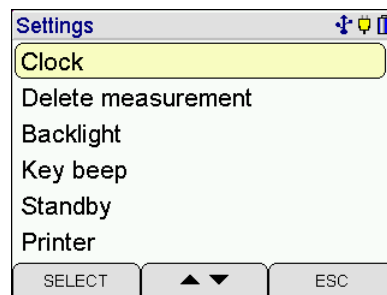 Settings
Clock
Delete measurement
Backlight
Key beep
Standby
Printer
SELECT ▲ ▼ ESC